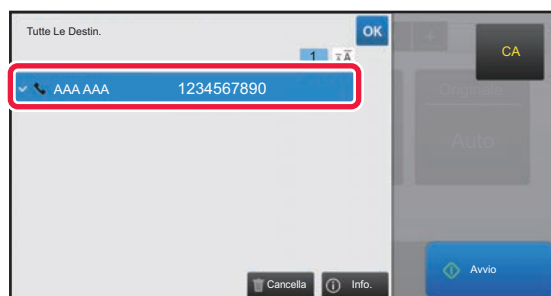 Tutte Le Destin.
OK
1
AAA AAA 1234567890
Cancella
Info.
CA
Originale
Auto
Avvio